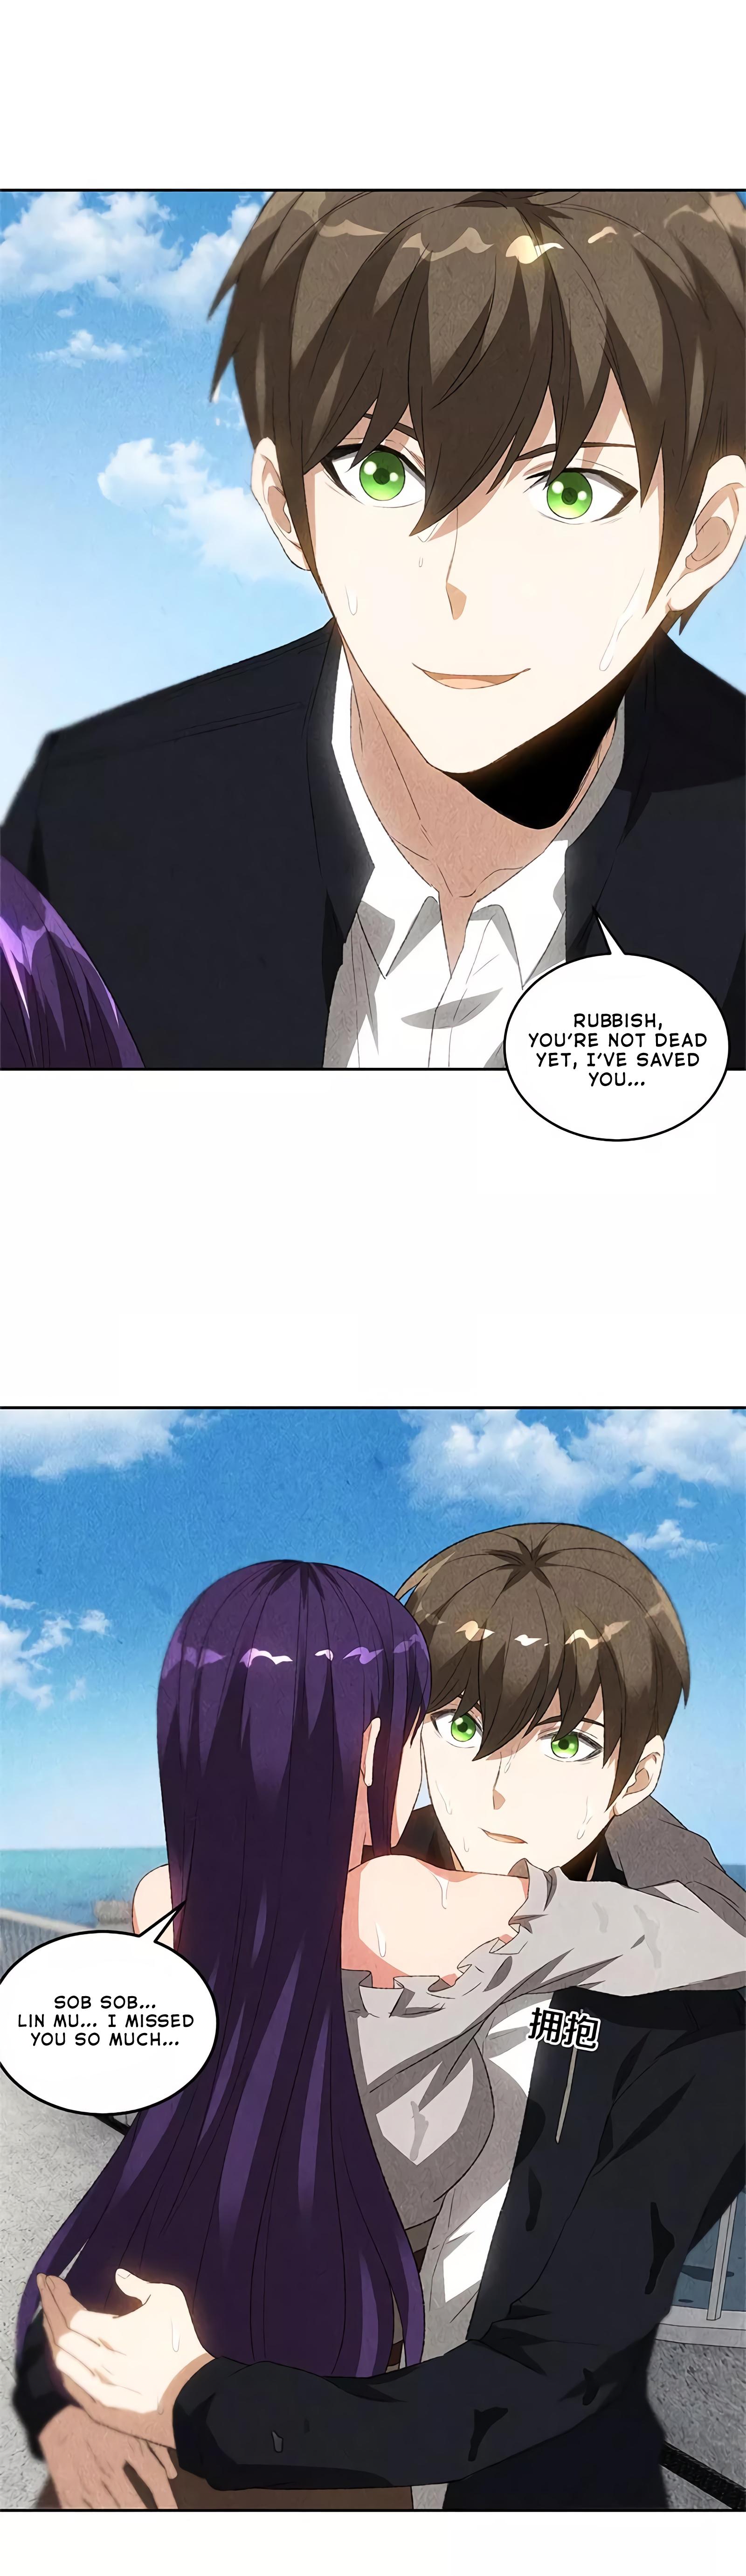 RUBBISH,
YOU'RE NOT DEAD
YET, I'VE SAVED
YOU...
SOB SOB...
LIN MU... I MISSED
YOU SO MUCH...
拥抱